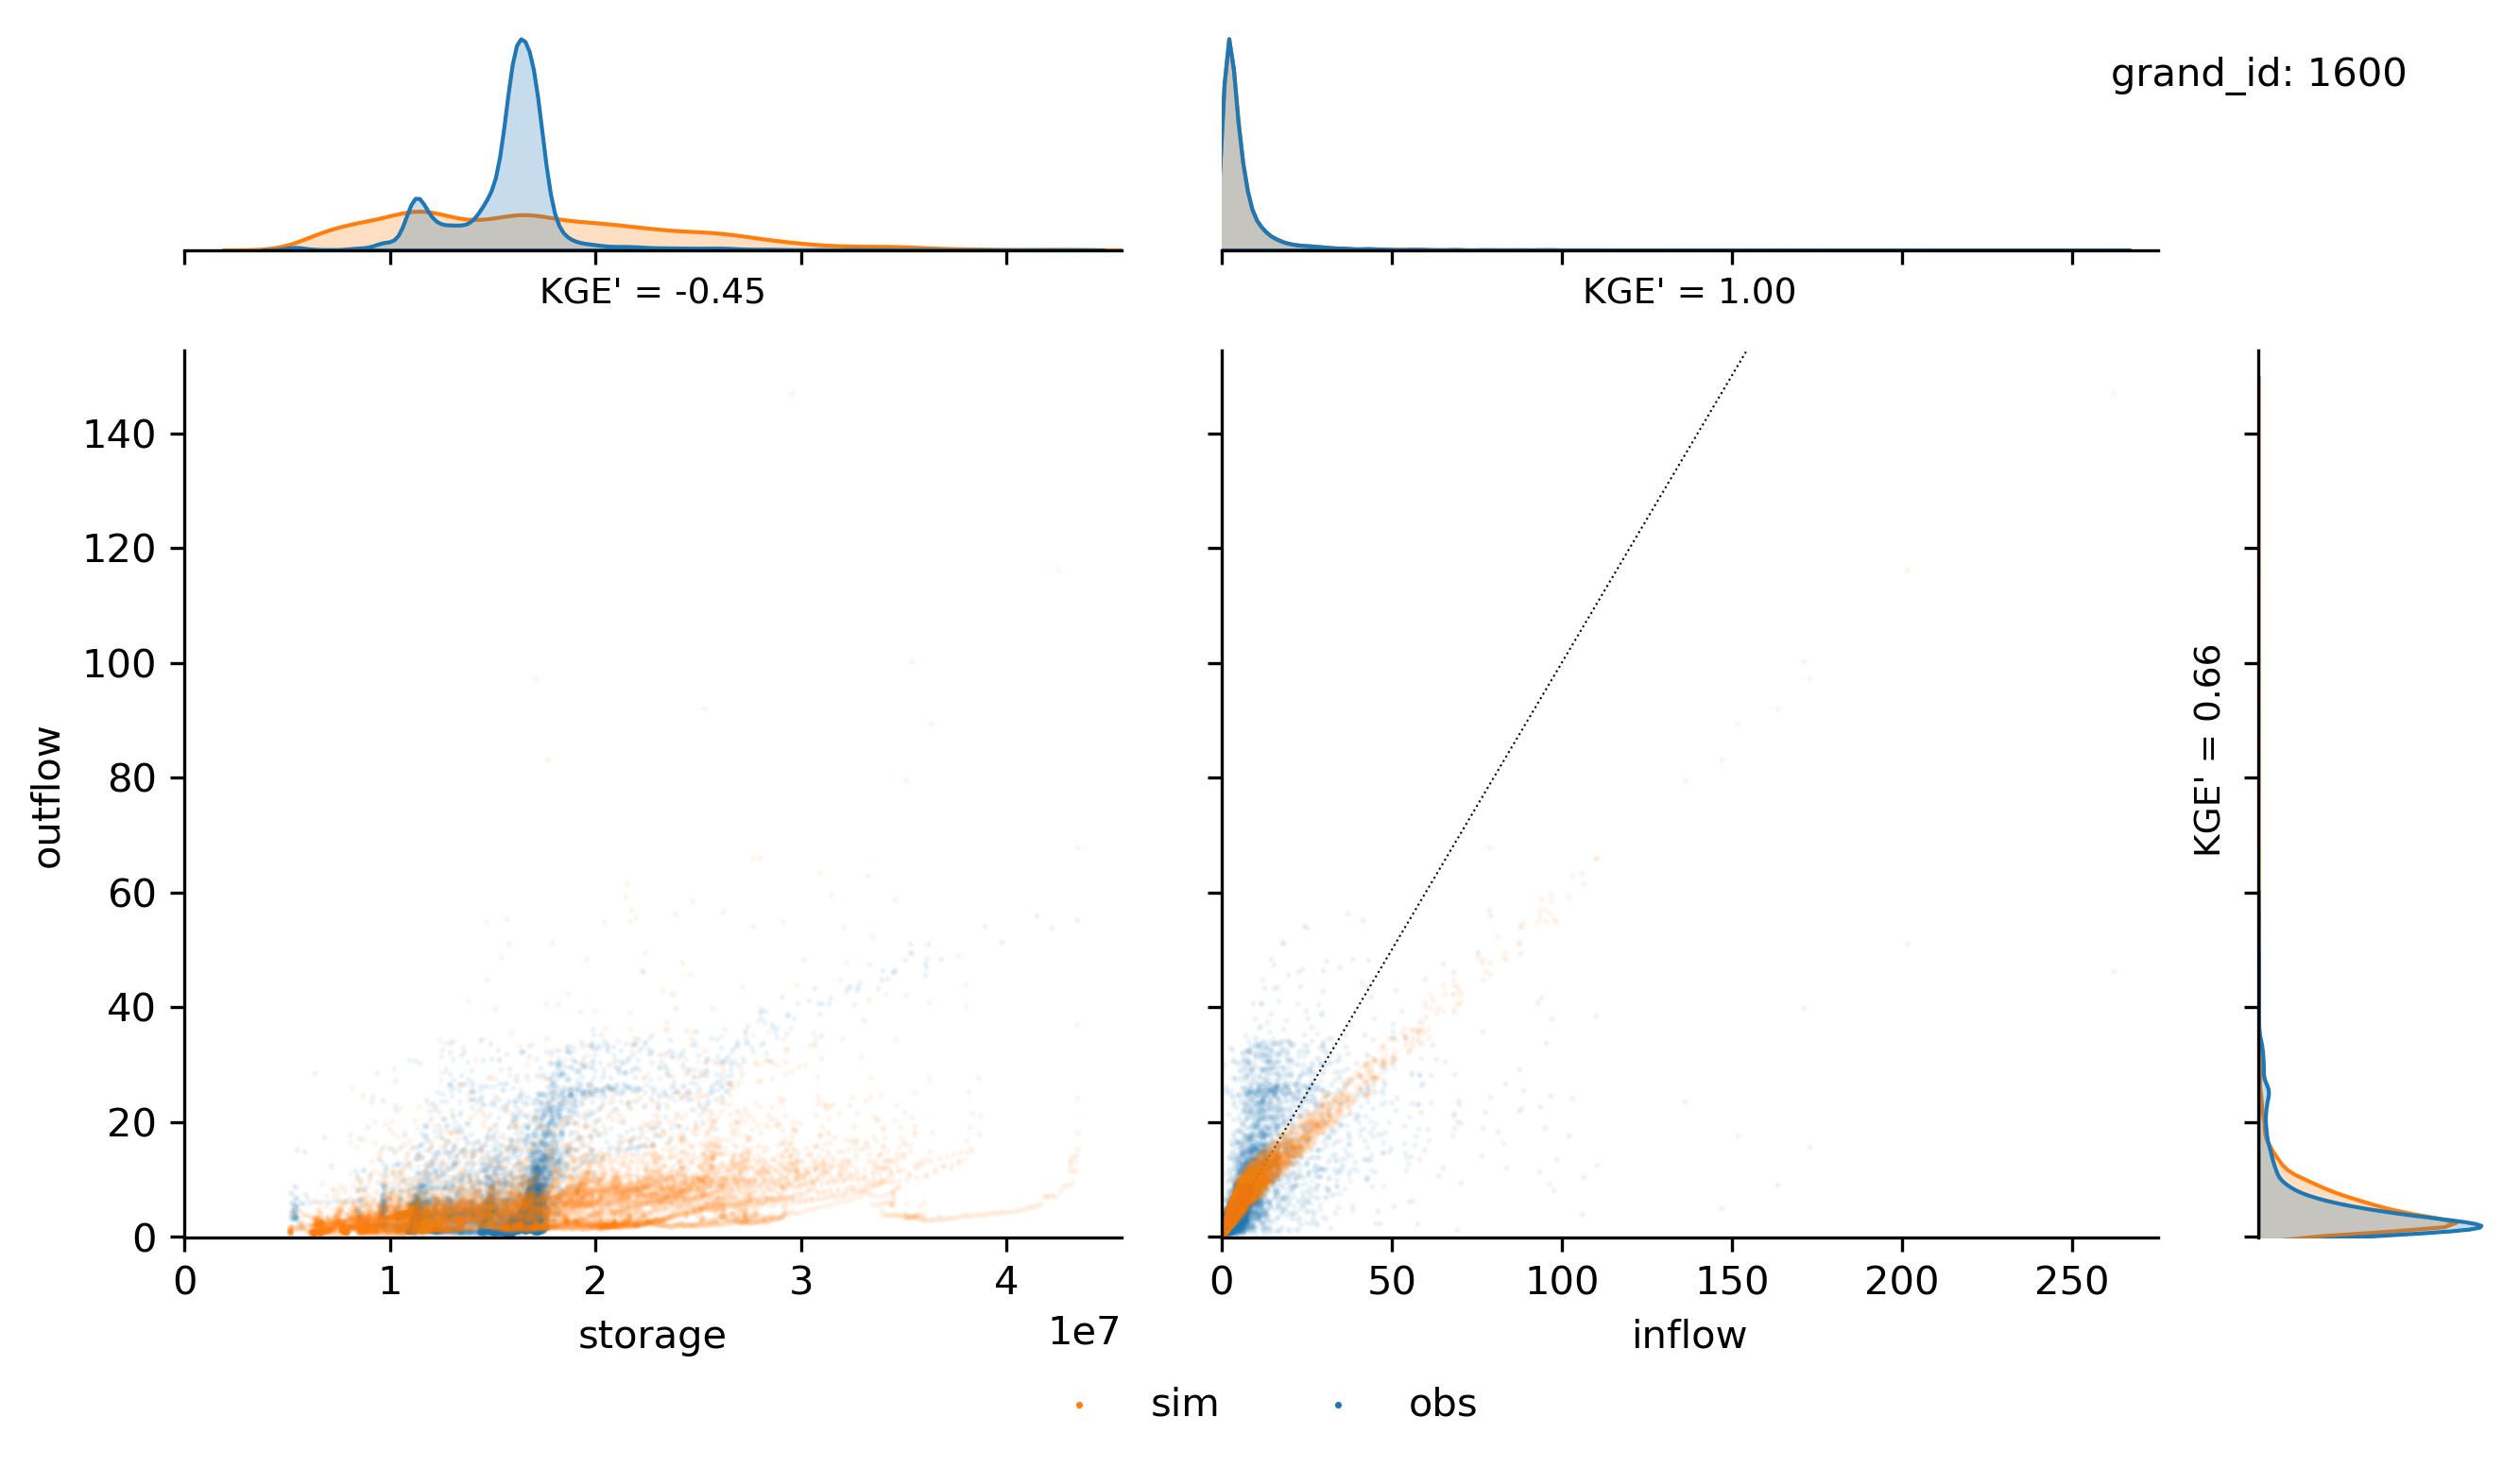 grand_id: 1600
KGE' = -0.45
KGE' = 1.00
140
120
100
80
60
40
20
0
outflow
KGE' = 0.66
0 1 2 3 4
1e7
storage
0 50 100 150 200 250
inflow
sim obs